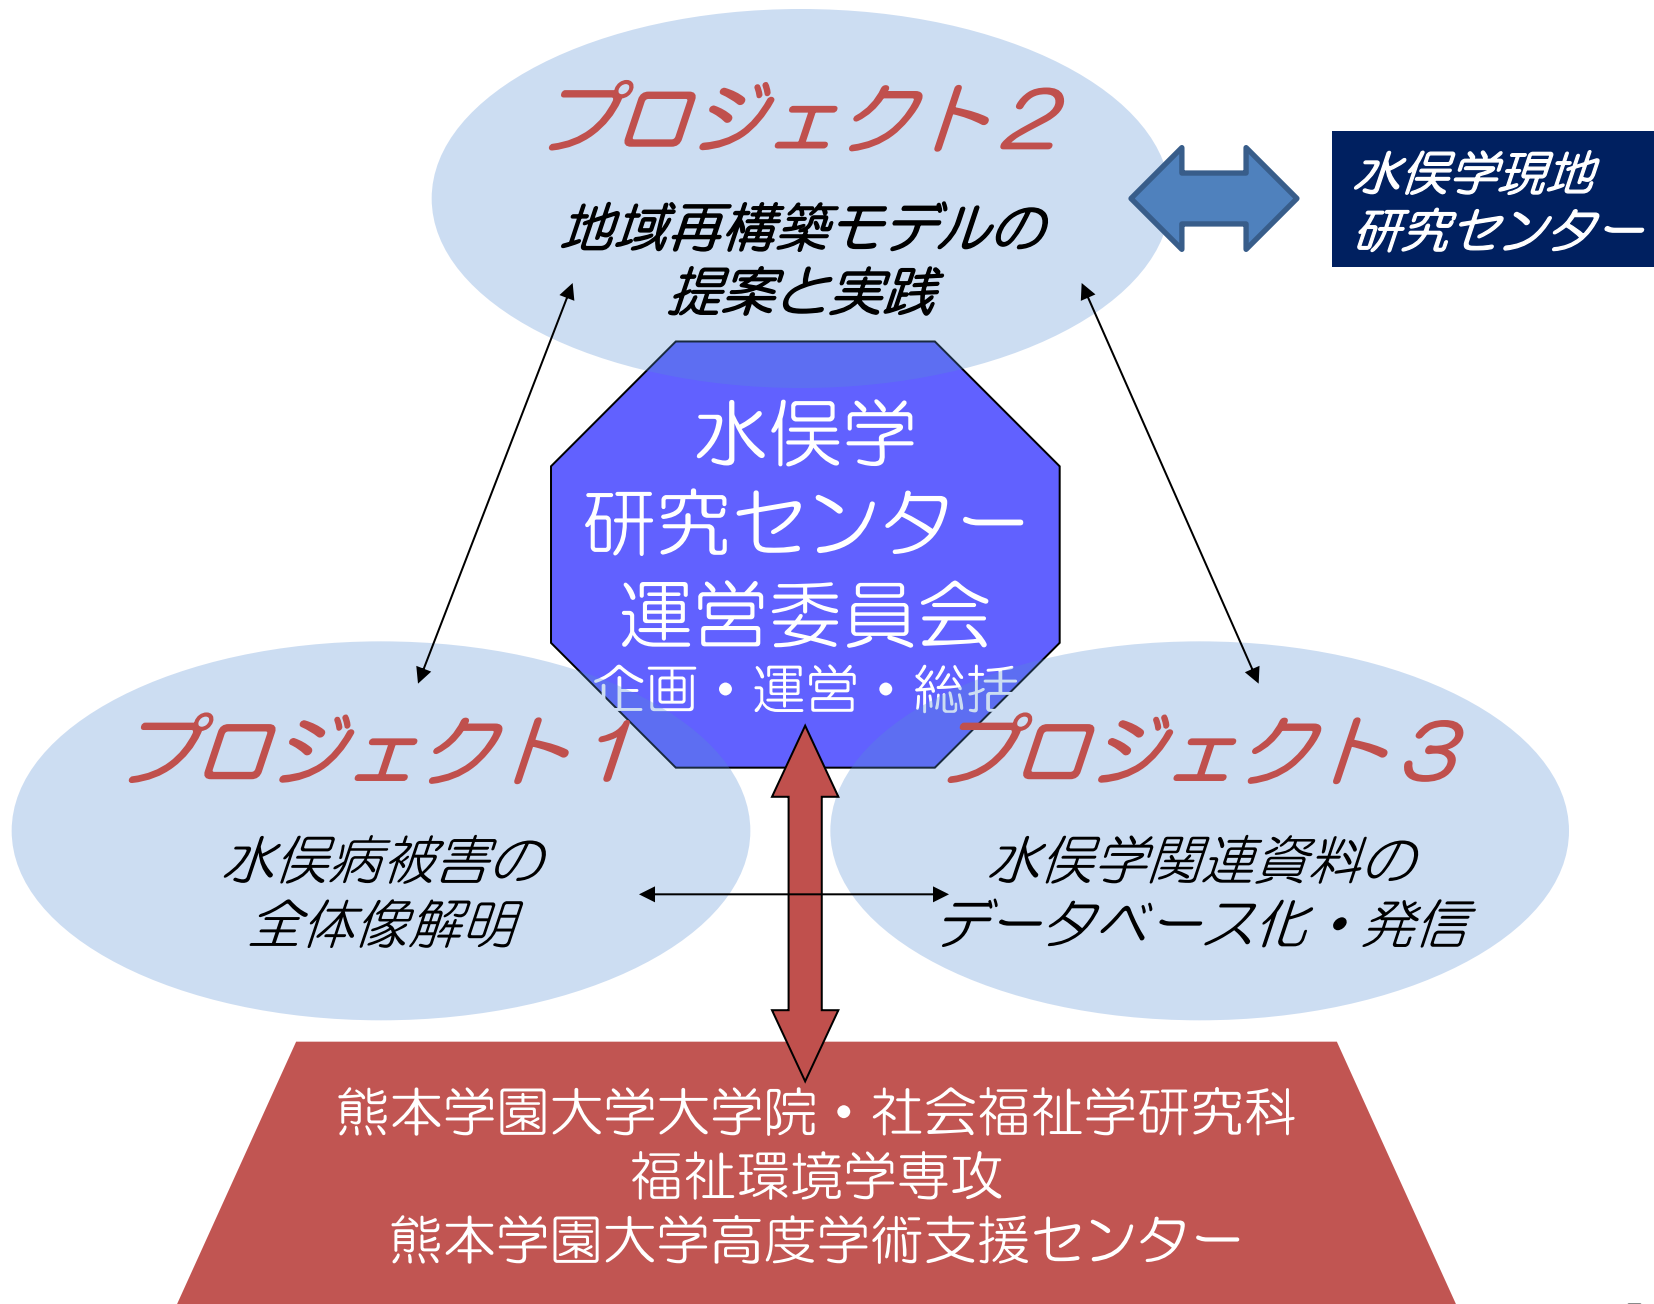 プロジェクト２
地域再構築モデルの
提案と実践
水俣学現地
研究センター
水俣学
研究センター
運営委員会
企画・運営・総括
プロジェクト１
水俣病被害の
全体像解明
プロジェクト３
水俣学関連資料の
データベース化・発信
熊本学園大学大学院・社会福祉学研究科
福祉環境学専攻
熊本学園大学高度学術支援センター